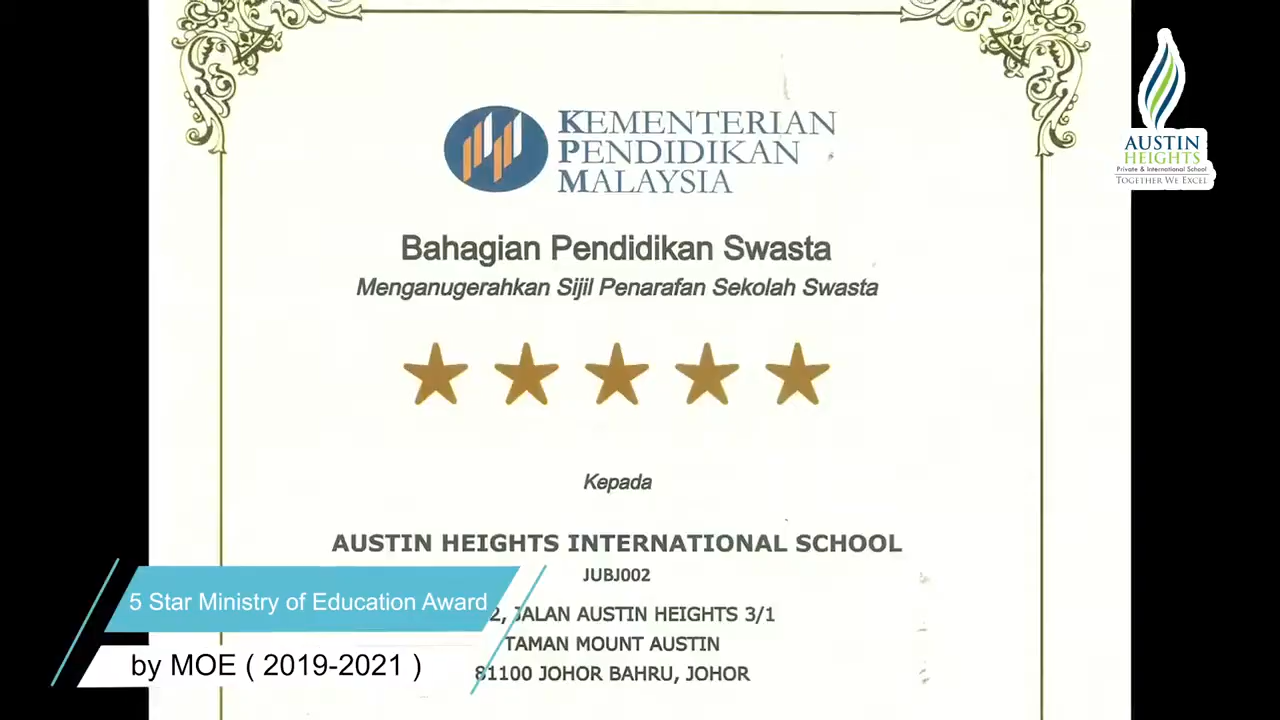 KEMENTERIAN
PENDIDIKAN
MALAYSIA
AUSTIN
HEIGHTS
Private & International School
TOGETHER WE EXCEL
Bahagian Pendidikan Swasta
Menganugerahkan Sijil Penarafan Sekolah Swasta
Kepada
AUSTIN HEIGHTS INTERNATIONAL SCHOOL
JUBJ002
2, JALAN AUSTIN HEIGHTS 3/1
TAMAN MOUNT AUSTIN
81100 JOHOR BAHRU, JOHOR
5 Star Ministry of Education Award
by MOE ( 2019-2021 )